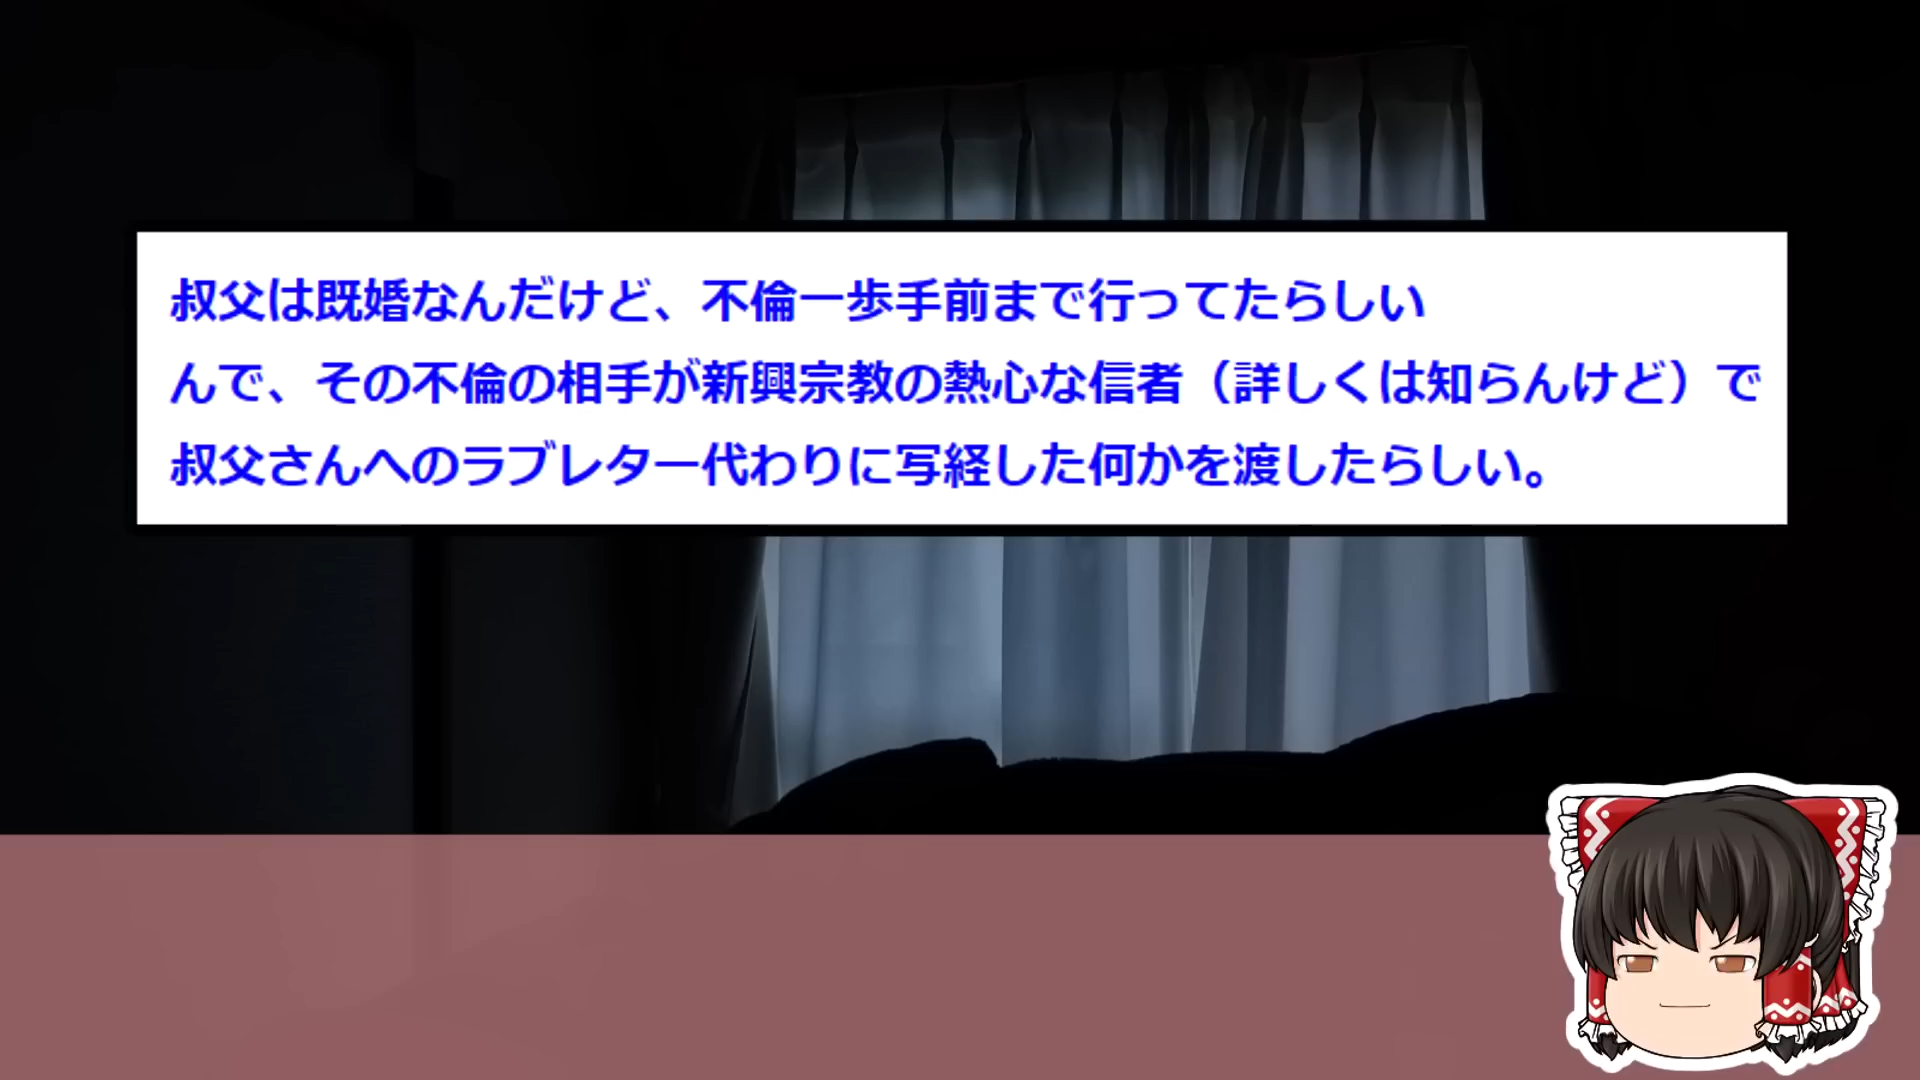 叔父は既婚なんだけど、不倫一歩手前まで行ってたらしい
んで、その不倫の相手が新興宗教の熱心な信者（詳しくは知らんけど）で
叔父さんへのラブレター代わりに写経した何かを渡したらしい。